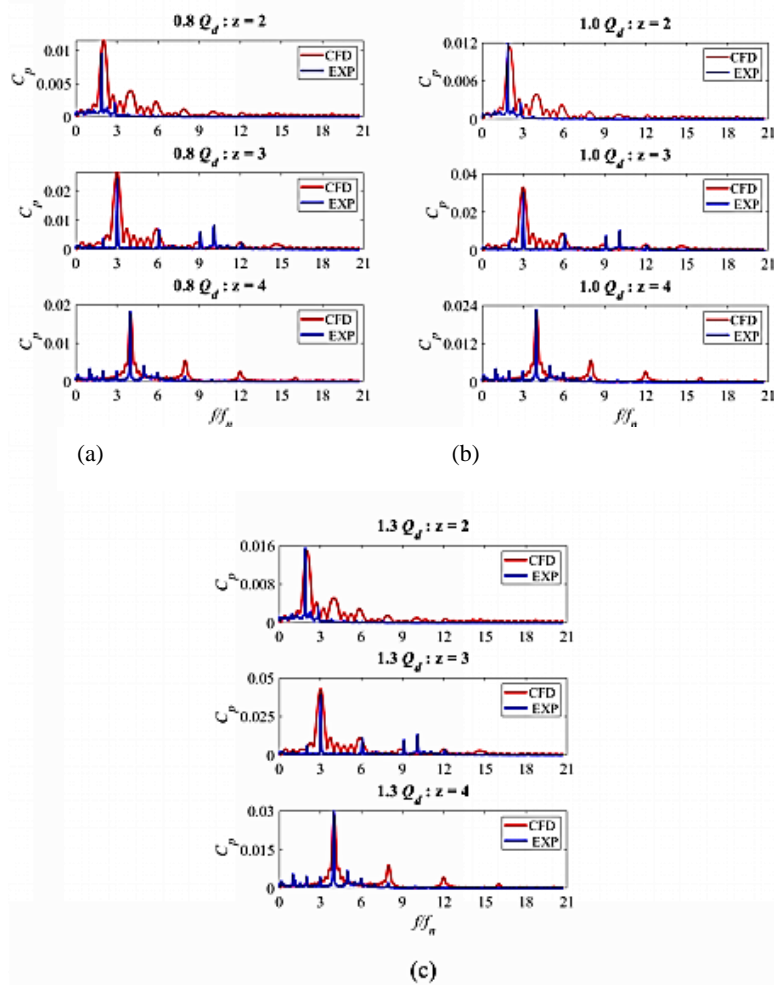 0.8 Q_d : z = 2
0.01
0.005
0
C_p
CFD
EXP
0 3 6 9 12 15 18 21
0.8 Q_d : z = 3
0.02
0.01
0
C_p
CFD
EXP
0 3 6 9 12 15 18 21
0.8 Q_d : z = 4
0.02
0.01
0
C_p
CFD
EXP
0 3 6 9 12 15 18 21
f/f_n
(a)
1.0 Q_d : z = 2
0.012
0.006
0
C_p
CFD
EXP
0 3 6 9 12 15 18 21
1.0 Q_d : z = 3
0.04
0.02
0
C_p
CFD
EXP
0 3 6 9 12 15 18 21
1.0 Q_d : z = 4
0.024
0.012
0
C_p
CFD
EXP
0 3 6 9 12 15 18 21
f/f_n
(b)
1.3 Q_d : z = 2
0.016
0.008
0
C_p
CFD
EXP
0 3 6 9 12 15 18 21
1.3 Q_d : z = 3
0.05
0.025
0
C_p
CFD
EXP
0 3 6 9 12 15 18 21
1.3 Q_d : z = 4
0.03
0.015
0
C_p
CFD
EXP
0 3 6 9 12 15 18 21
f/f_n
(c)